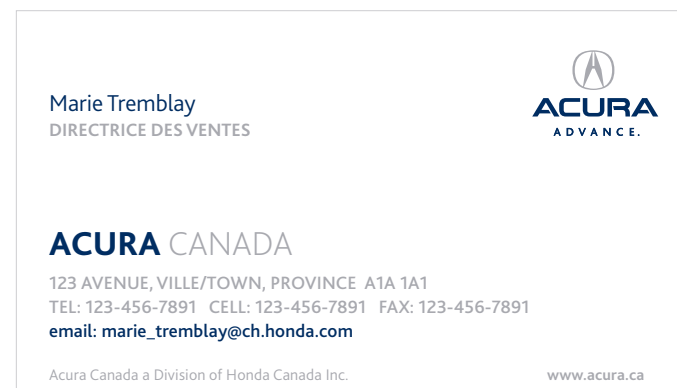 Marie Tremblay
DIRECTRICE DES VENTES
ACURA
ADVANCE.
ACURA CANADA
123 AVENUE, VILLE/TOWN, PROVINCE A1A 1A1
TEL: 123-456-7891 CELL: 123-456-7891 FAX: 123-456-7891
email: marie_tremblay@ch.honda.com
Acura Canada a Division of Honda Canada Inc.
www.acura.ca